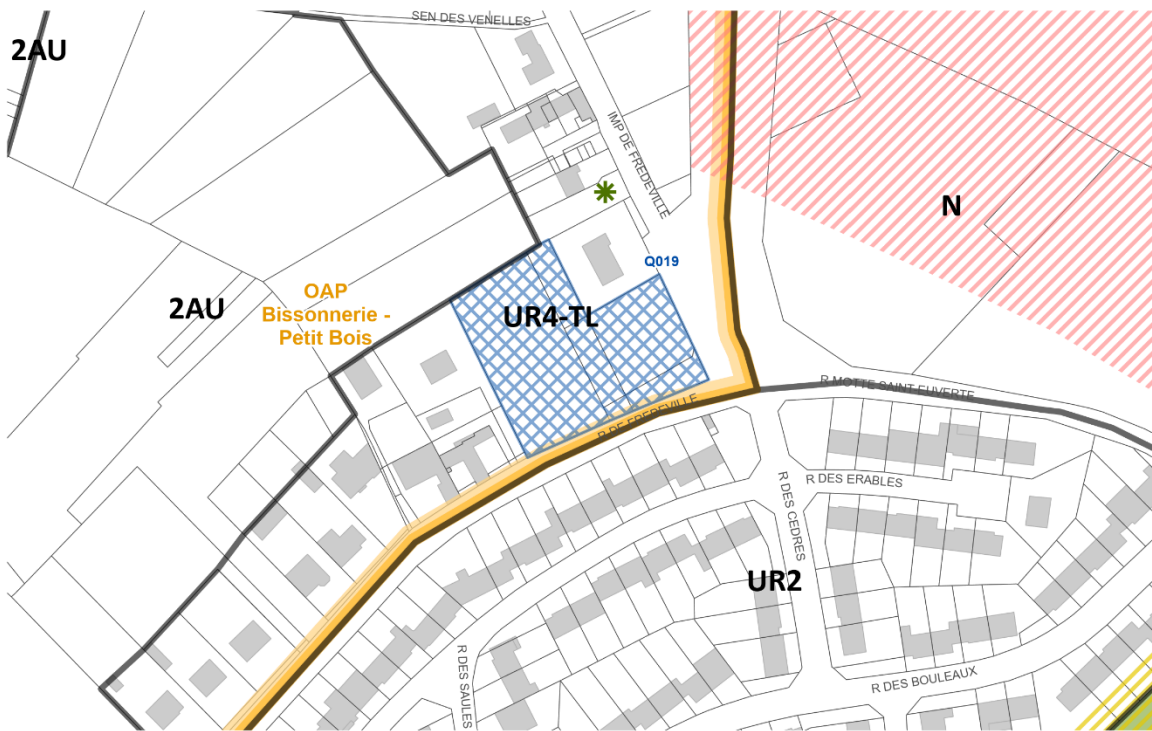 SEN DES VENELLES
2AU
IMP DE FREDEVILLE
N
Q019
OAP
Bissonnerie -
Petit Bois
2AU
UR4-TL
R MOTTE SAINT EUVERTE
R DE FREDEVILLE
R DES ERABLES
R DES CEDRES
UR2
R DES SAULES
R DES BOULEAUX